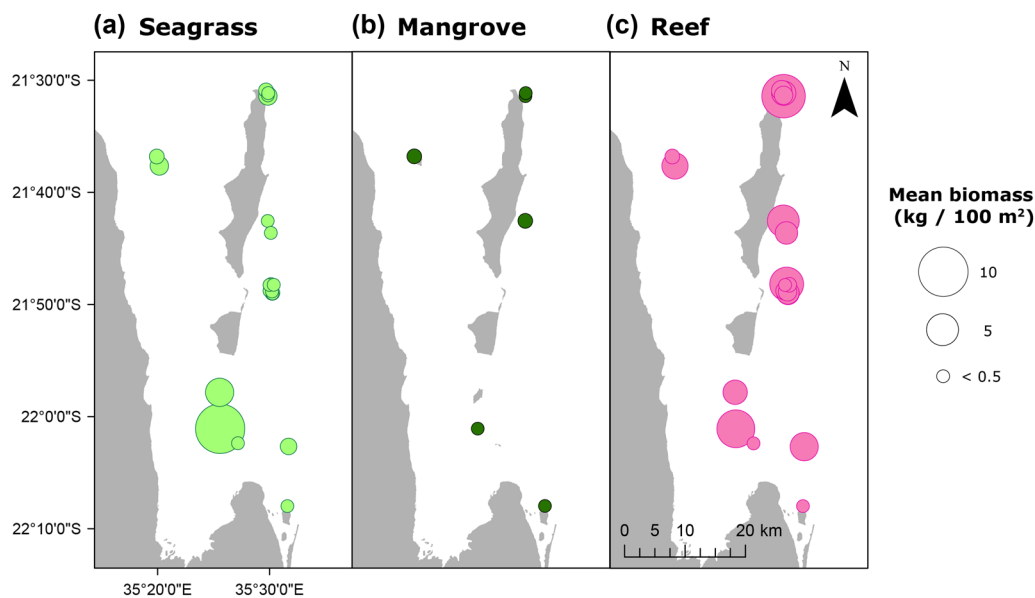 (a) Seagrass
(b) Mangrove
(c) Reef
21°30'0"S
21°40'0"S
21°50'0"S
22°0'0"S
22°10'0"S
35°20'0"E
35°30'0"E
N
0 5 10 20 km
Mean biomass
(kg / 100 m²)
10
5
< 0.5